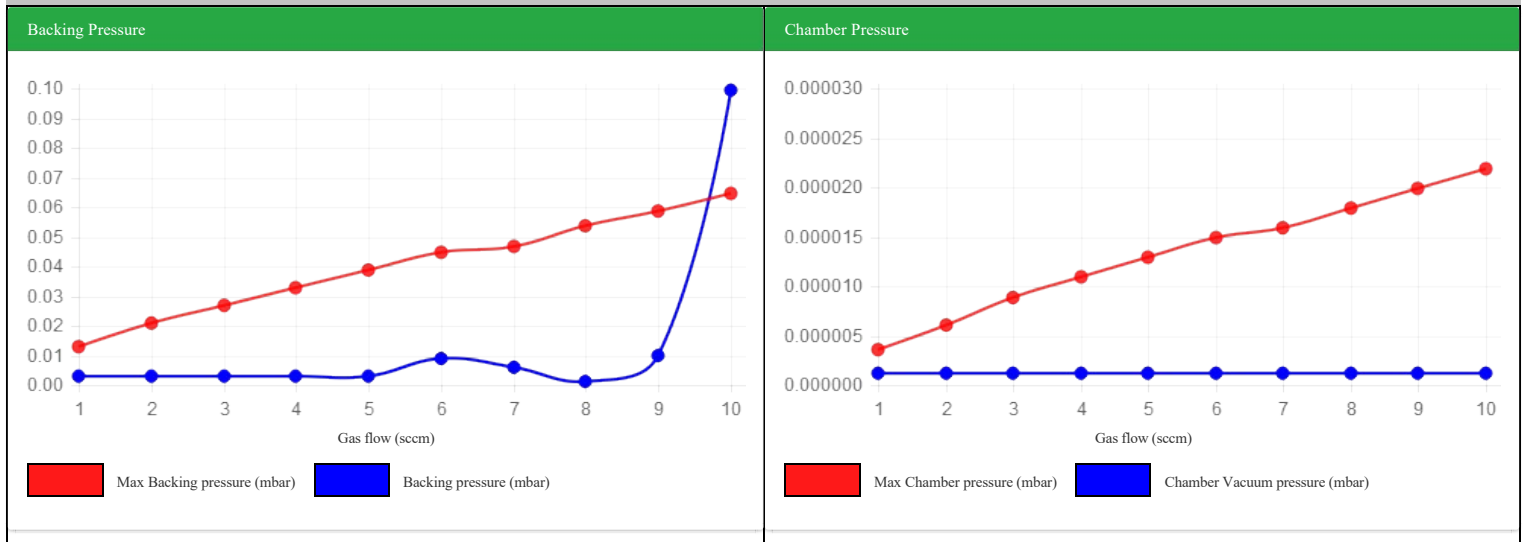 Backing Pressure
0.10
0.09
0.08
0.07
0.06
0.05
0.04
0.03
0.02
0.01
0.00
1 2 3 4 5 6 7 8 9 10
Gas flow (sccm)
Max Backing pressure (mbar) Backing pressure (mbar)
Chamber Pressure
0.000030
0.000025
0.000020
0.000015
0.000010
0.000005
0.000000
1 2 3 4 5 6 7 8 9 10
Gas flow (sccm)
Max Chamber pressure (mbar) Chamber Vacuum pressure (mbar)